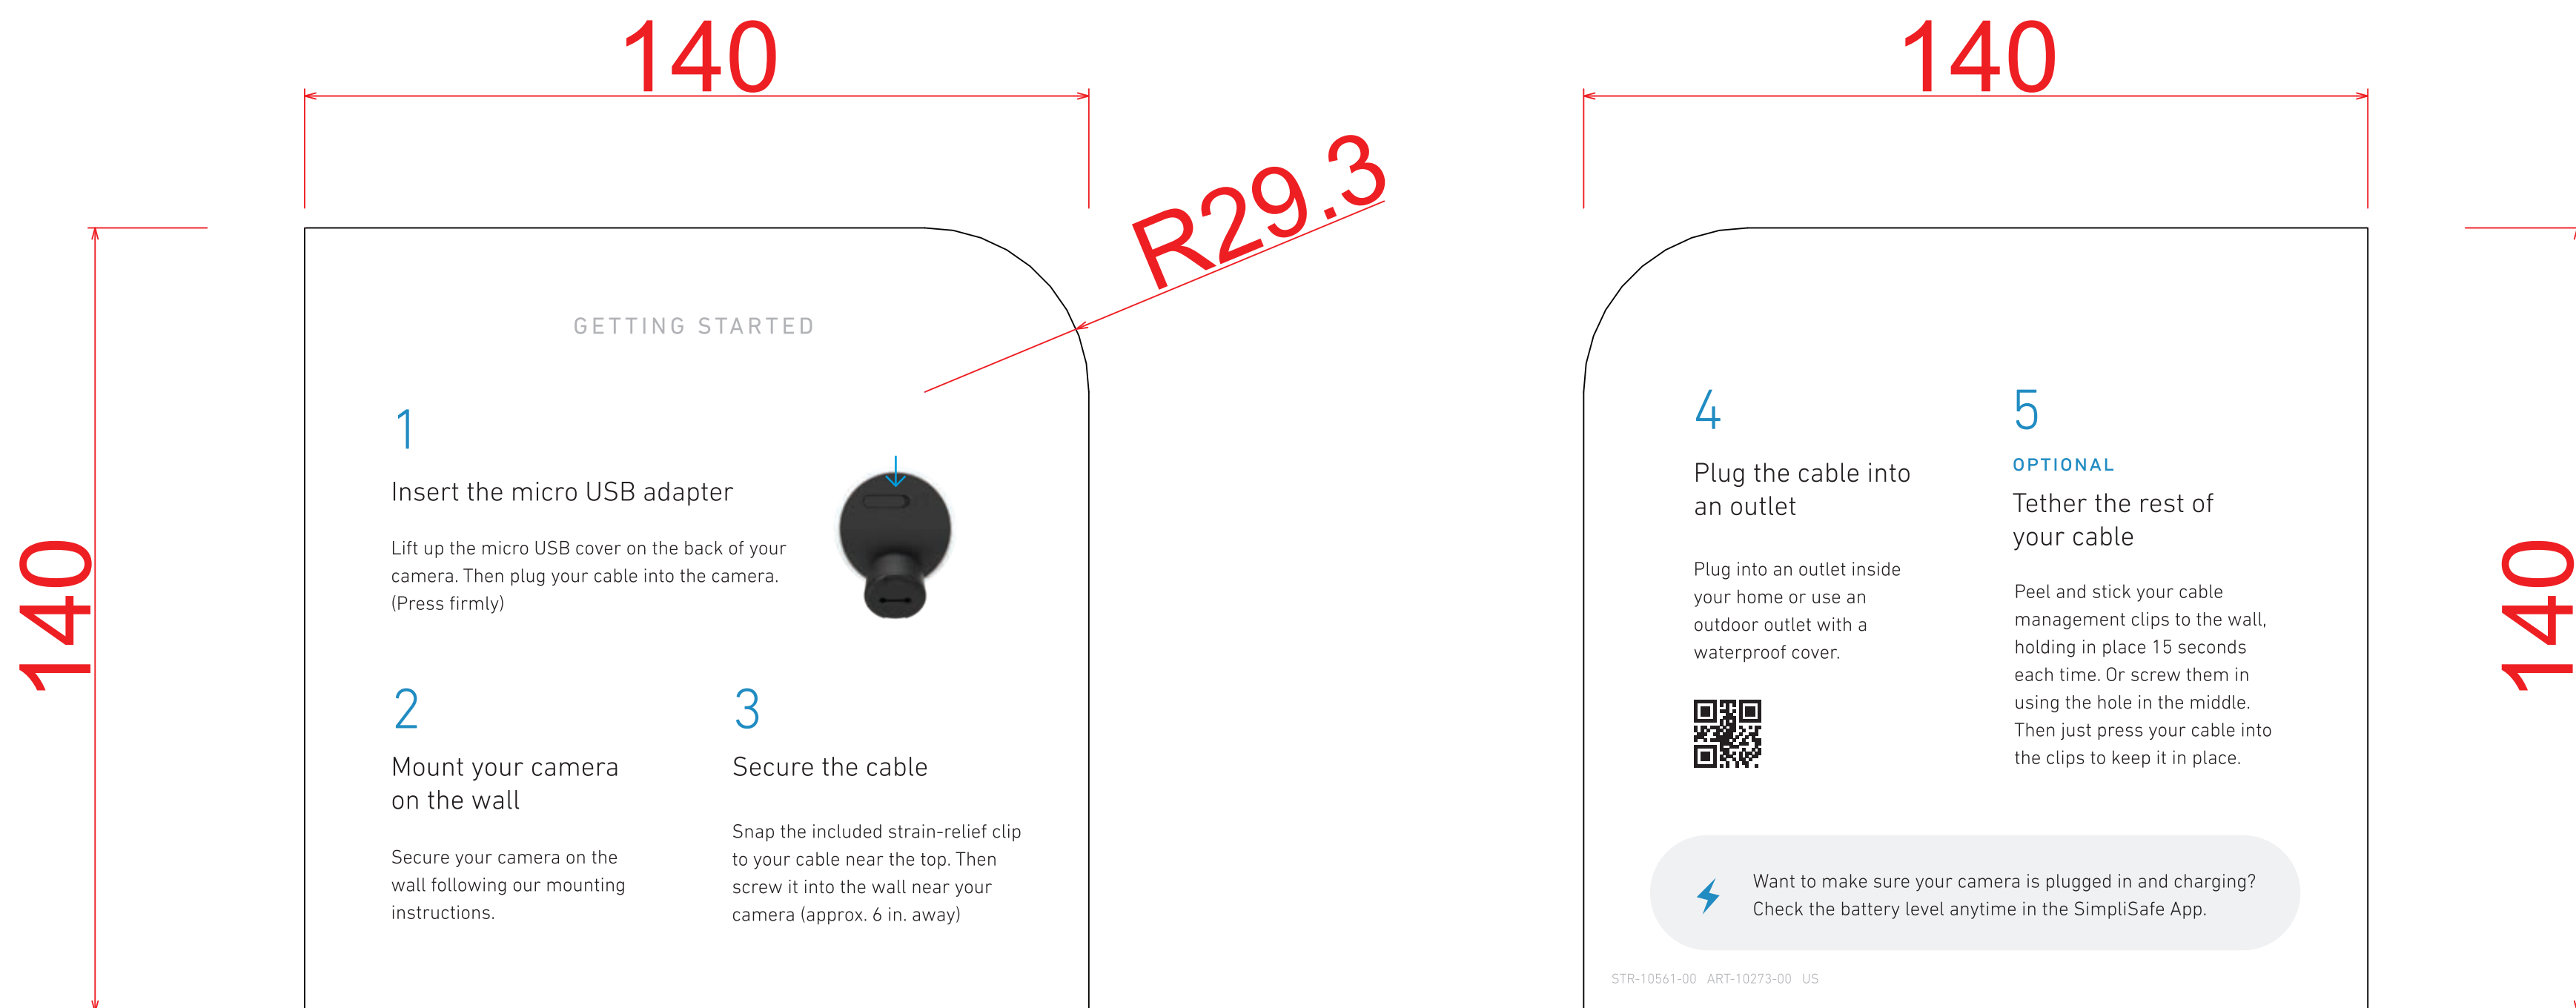 140
140
R29.3
140
GETTING STARTED
1
Insert the micro USB adapter
Lift up the micro USB cover on the back of your
camera. Then plug your cable into the camera.
(Press firmly)
2
Mount your camera
on the wall
Secure your camera on the
wall following our mounting
instructions.
3
Secure the cable
Snap the included strain-relief clip
to your cable near the top. Then
screw it into the wall near your
camera (approx. 6 in. away)
4
Plug the cable into
an outlet
Plug into an outlet inside
your home or use an
outdoor outlet with a
waterproof cover.
5
OPTIONAL
Tether the rest of
your cable
Peel and stick your cable
management clips to the wall,
holding in place 15 seconds
each time. Or screw them in
using the hole in the middle.
Then just press your cable into
the clips to keep it in place.
140
Want to make sure your camera is plugged in and charging?
Check the battery level anytime in the SimpliSafe App.
STR-10561-00 ART-10273-00 US